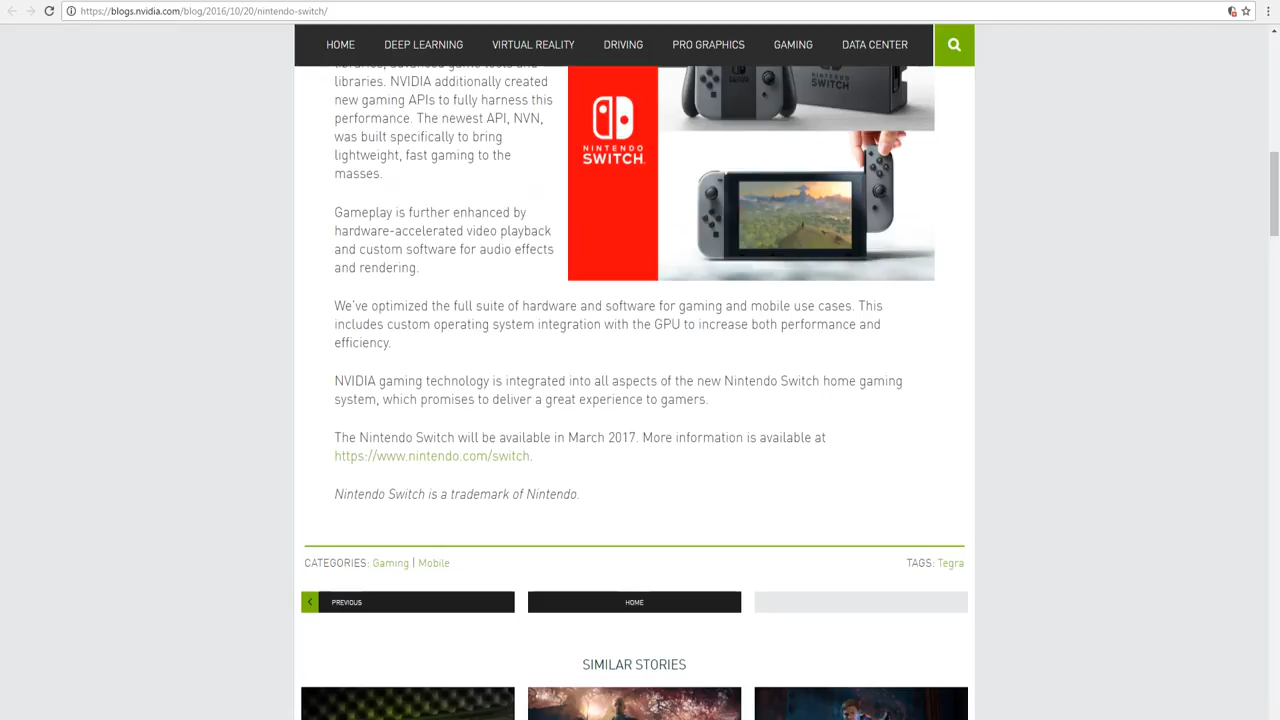 https://blogs.nvidia.com/blog/2016/10/20/nintendo-switch/
HOME DEEP LEARNING VIRTUAL REALITY DRIVING PRO GRAPHICS GAMING DATA CENTER
libraries, advanced game tools and
libraries. NVIDIA additionally created
new gaming APIs to fully harness this
performance. The newest API, NVN,
was built specifically to bring
lightweight, fast gaming to the
masses.
NINTENDO
SWITCH
NINTENDO
SWITCH.
Gameplay is further enhanced by
hardware-accelerated video playback
and custom software for audio effects
and rendering.
We've optimized the full suite of hardware and software for gaming and mobile use cases. This
includes custom operating system integration with the GPU to increase both performance and
efficiency.
NVIDIA gaming technology is integrated into all aspects of the new Nintendo Switch home gaming
system, which promises to deliver a great experience to gamers.
The Nintendo Switch will be available in March 2017. More information is available at
https://www.nintendo.com/switch.
Nintendo Switch is a trademark of Nintendo.
CATEGORIES: Gaming | Mobile TAGS: Tegra
PREVIOUS HOME
SIMILAR STORIES